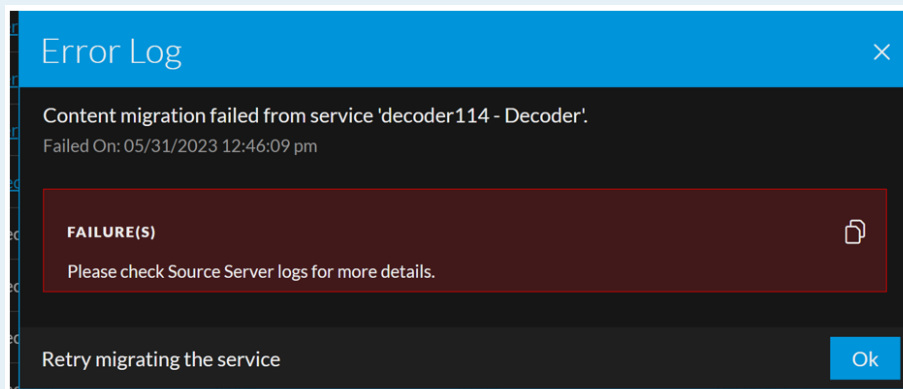 Error Log
Content migration failed from service 'decoder114 - Decoder'.
Failed On: 05/31/2023 12:46:09 pm
FAILURE(S)
Please check Source Server logs for more details.
Retry migrating the service
Ok